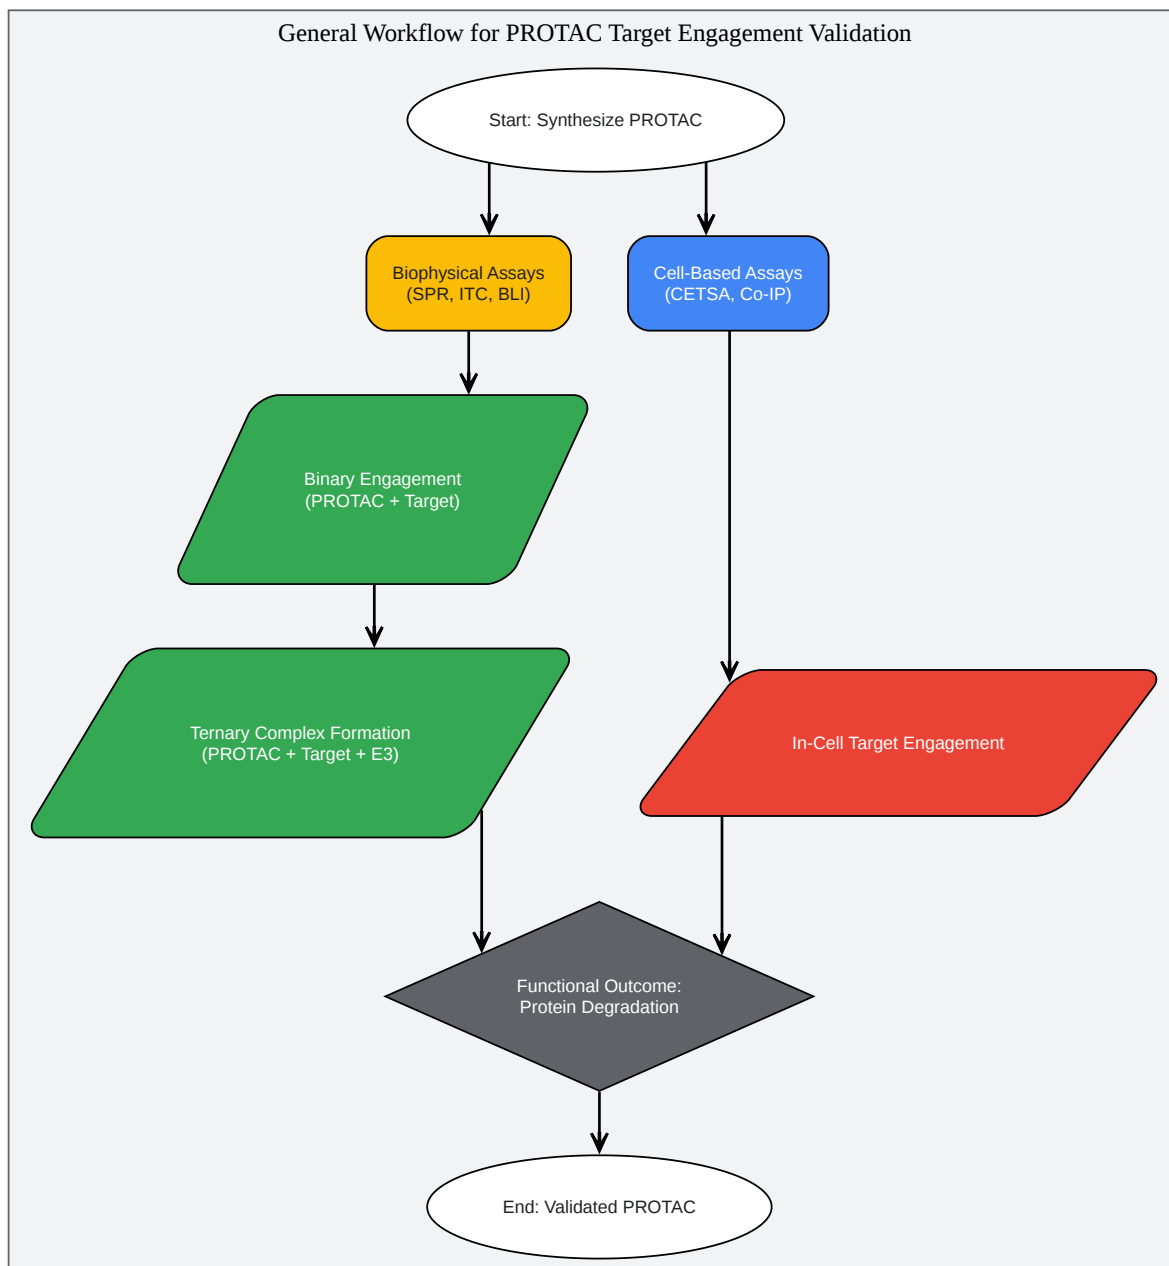 General Workflow for PROTAC Target Engagement Validation
Start: Synthesize PROTAC
Biophysical Assays
(SPR, ITC, BLI)
Cell-Based Assays
(CETSA, Co-IP)
Binary Engagement
(PROTAC + Target)
Ternary Complex Formation
(PROTAC + Target + E3)
In-Cell Target Engagement
Functional Outcome:
Protein Degradation
End: Validated PROTAC